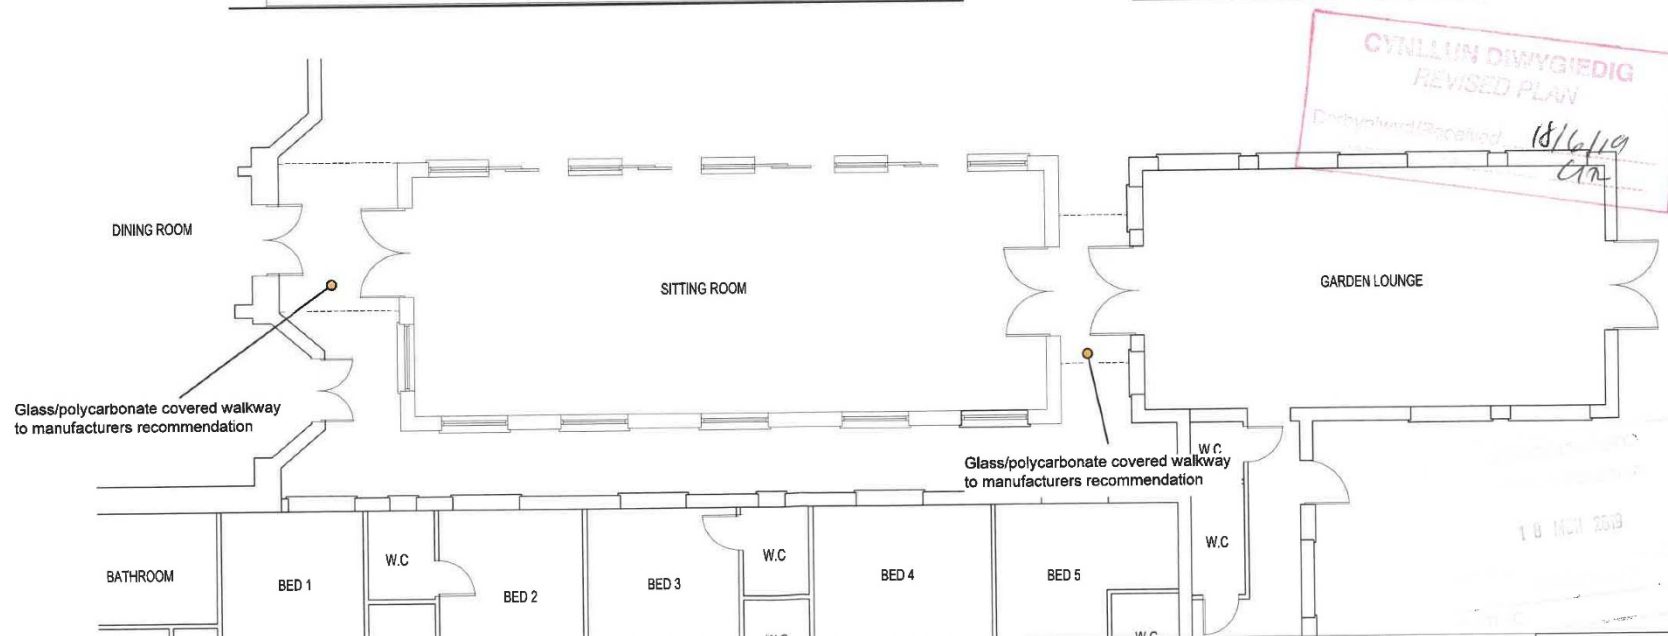 CYNLLUN DIWYGIEDIG
REVISED PLAN
Derbyniwyd/Received 18/6/19
DINING ROOM
SITTING ROOM
GARDEN LOUNGE
Glass/polycarbonate covered walkway
to manufacturers recommendation
Glass/polycarbonate covered walkway
to manufacturers recommendation
W.C
BATHROOM
BED 1
W.C
BED 2
BED 3
W.C
BED 4
BED 5
W.C
W.C
W.C